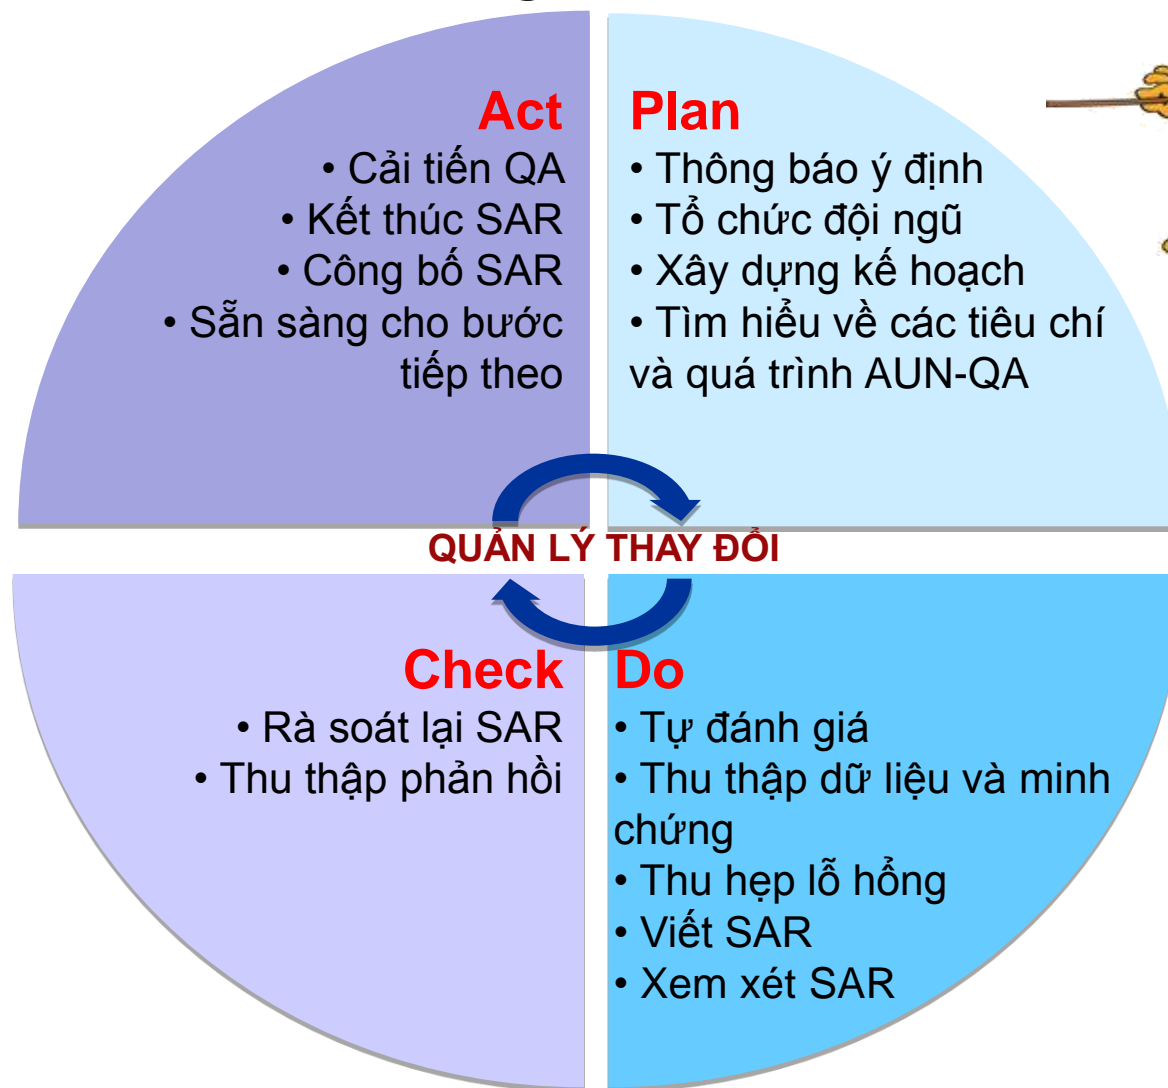 Act
• Cải tiến QA
• Kết thúc SAR
• Công bố SAR
• Sẵn sàng cho bước
tiếp theo
Plan
• Thông báo ý định
• Tổ chức đội ngũ
• Xây dựng kế hoạch
• Tìm hiểu về các tiêu chí
và quá trình AUN-QA
QUẢN LÝ THAY ĐỔI
Check
• Rà soát lại SAR
• Thu thập phản hồi
Do
• Tự đánh giá
• Thu thập dữ liệu và minh
chứng
• Thu hẹp lỗ hổng
• Viết SAR
• Xem xét SAR